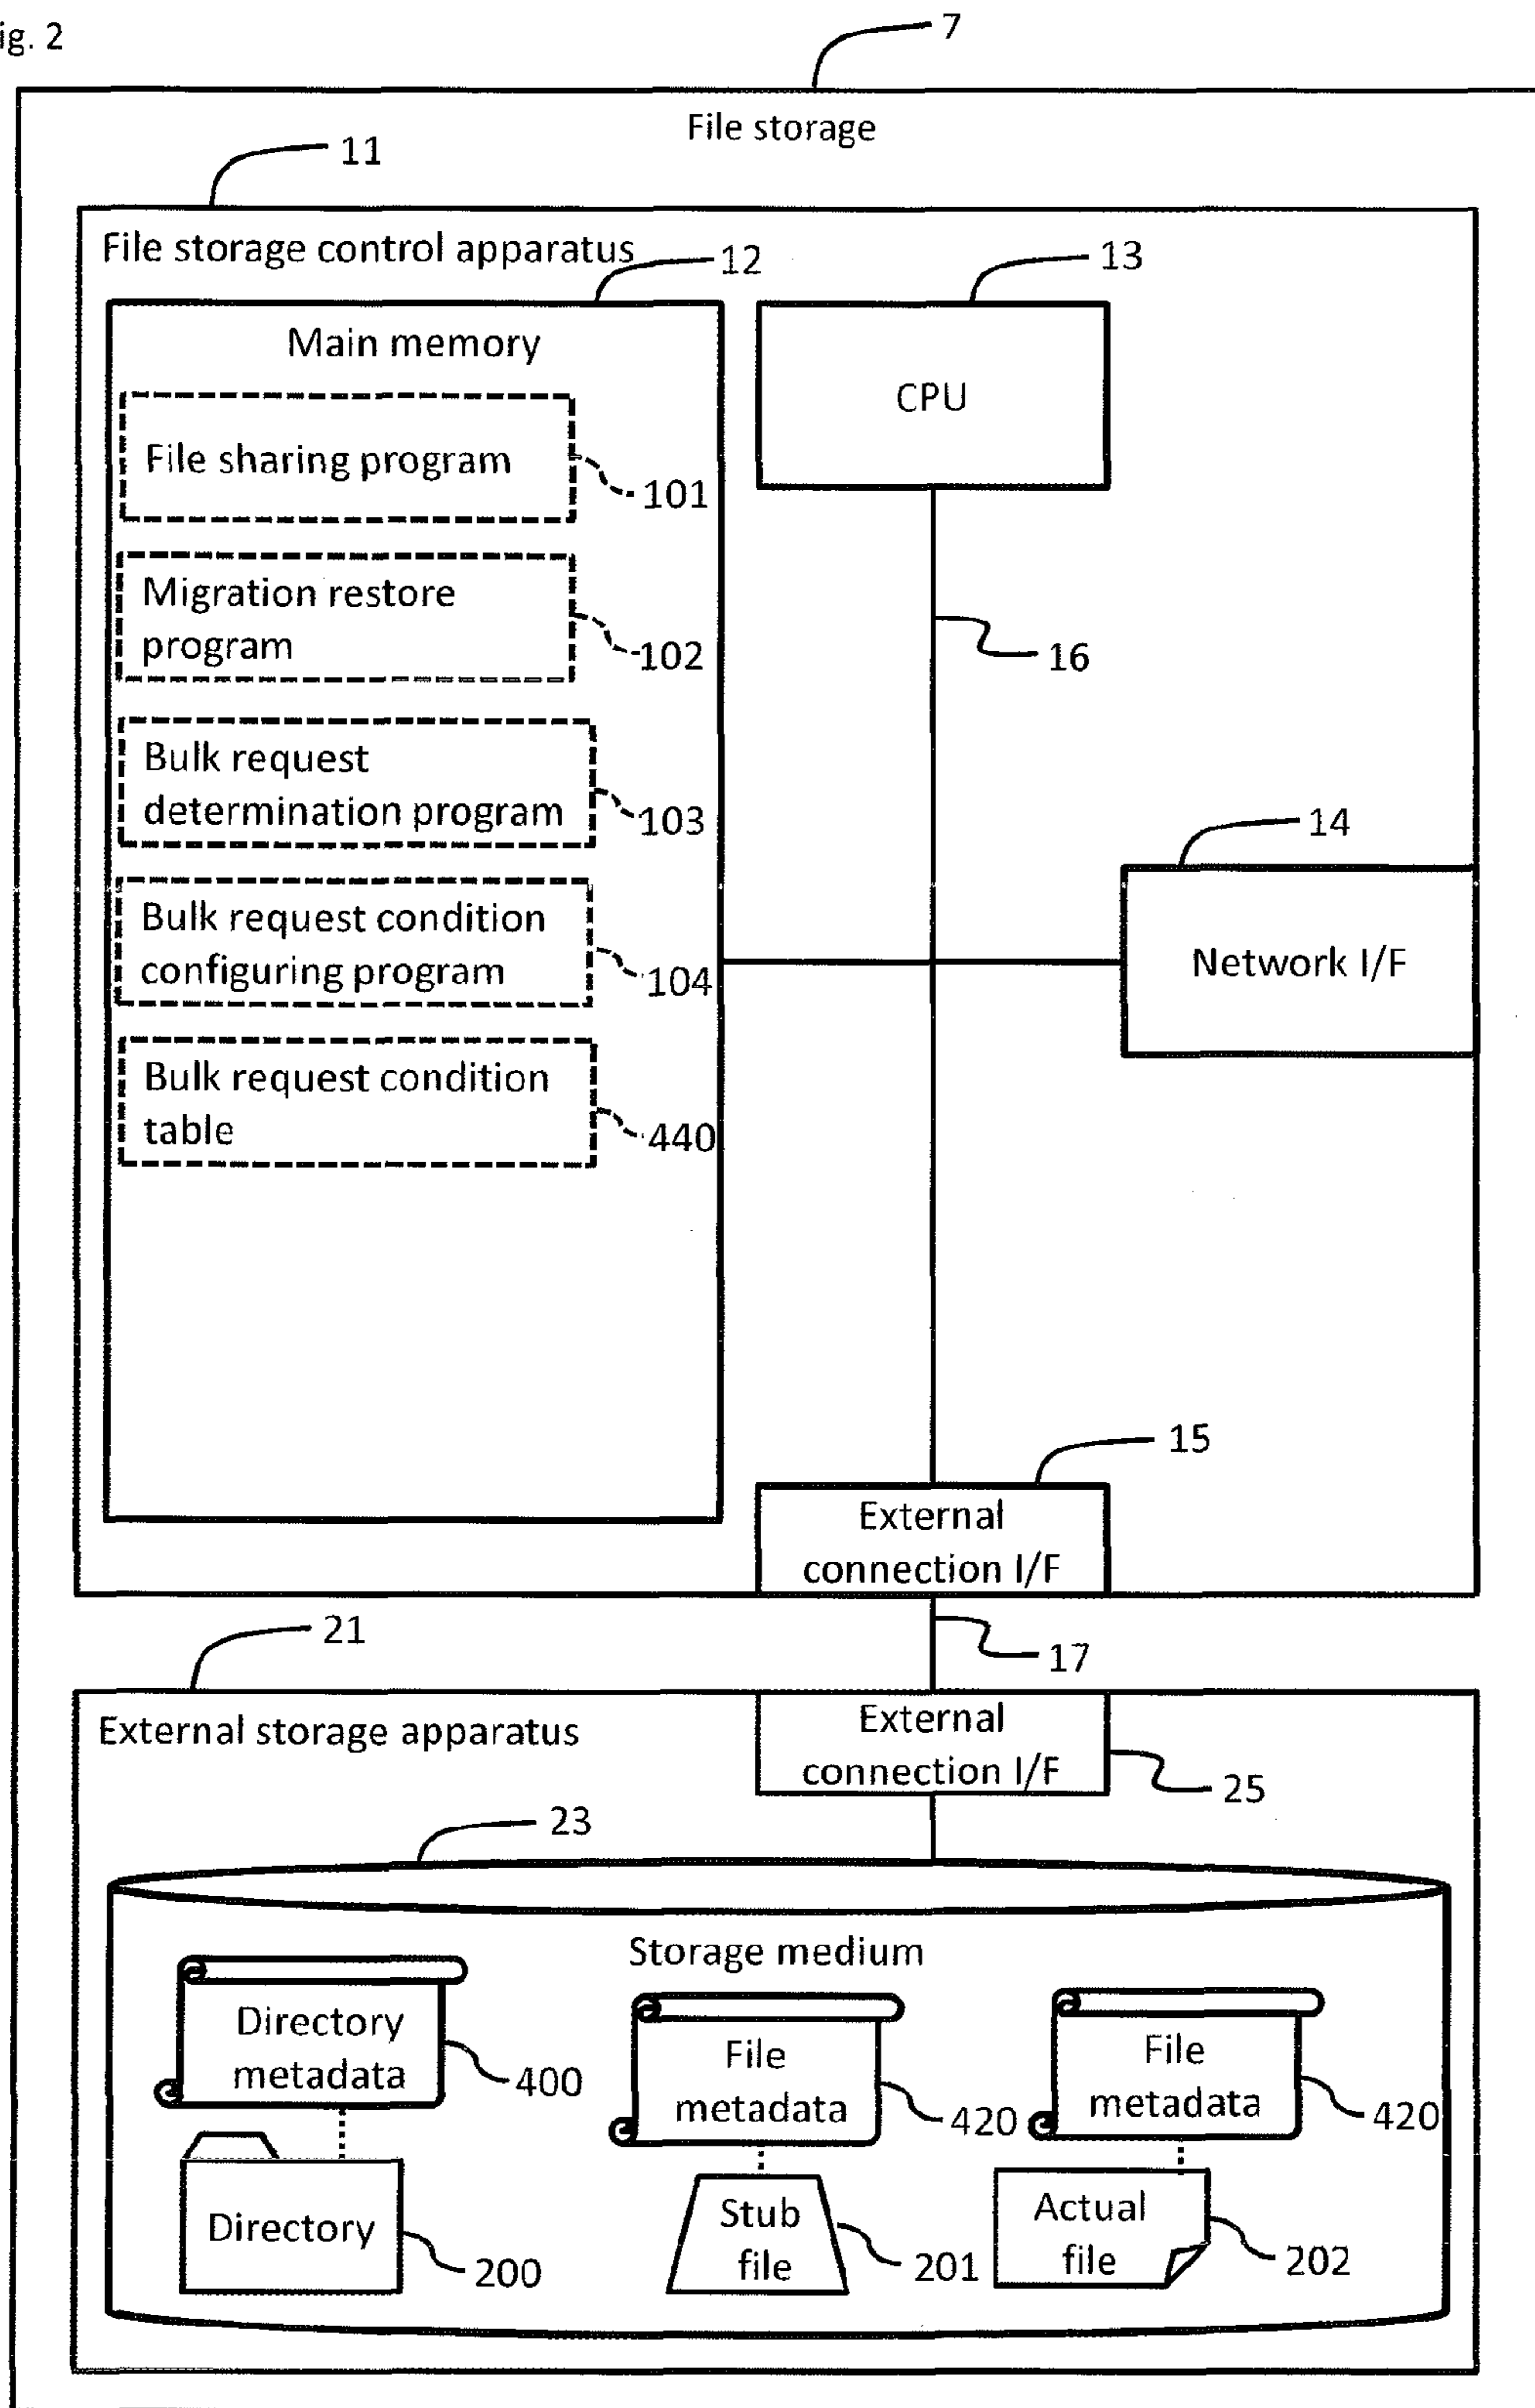 ig. 2
7
File storage
11
File storage control apparatus
12
13
Main memory
CPU
File sharing program
101
Migration restore
program
102
16
Bulk request
determination program
103
14
Bulk request condition
configuring program
104
Network I/F
Bulk request condition
table
440
15
External
connection I/F
21
17
External storage apparatus
External
connection I/F
25
23
Storage medium
Directory
metadata
400
File
metadata
420
File
metadata
420
Directory
200
Stub
file
201
Actual
file
202